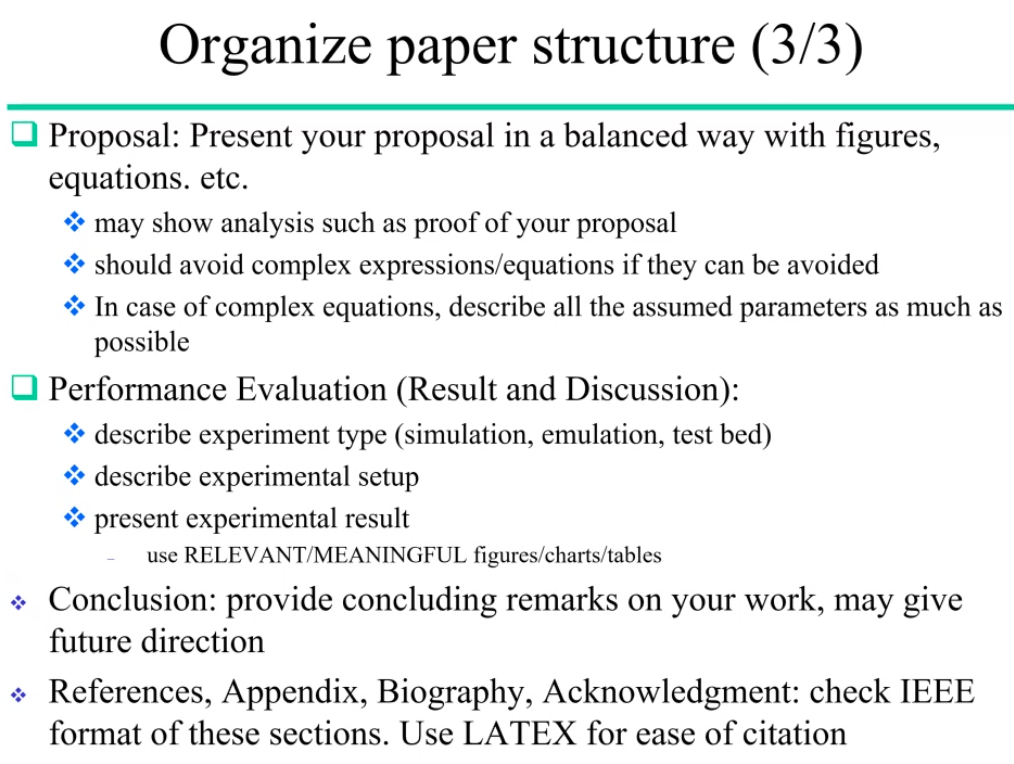 Organize paper structure (3/3)
Proposal: Present your proposal in a balanced way with figures,
equations. etc.
may show analysis such as proof of your proposal
should avoid complex expressions/equations if they can be avoided
In case of complex equations, describe all the assumed parameters as much as
possible
Performance Evaluation (Result and Discussion):
describe experiment type (simulation, emulation, test bed)
describe experimental setup
present experimental result
– use RELEVANT/MEANINGFUL figures/charts/tables
Conclusion: provide concluding remarks on your work, may give
future direction
References, Appendix, Biography, Acknowledgment: check IEEE
format of these sections. Use LATEX for ease of citation